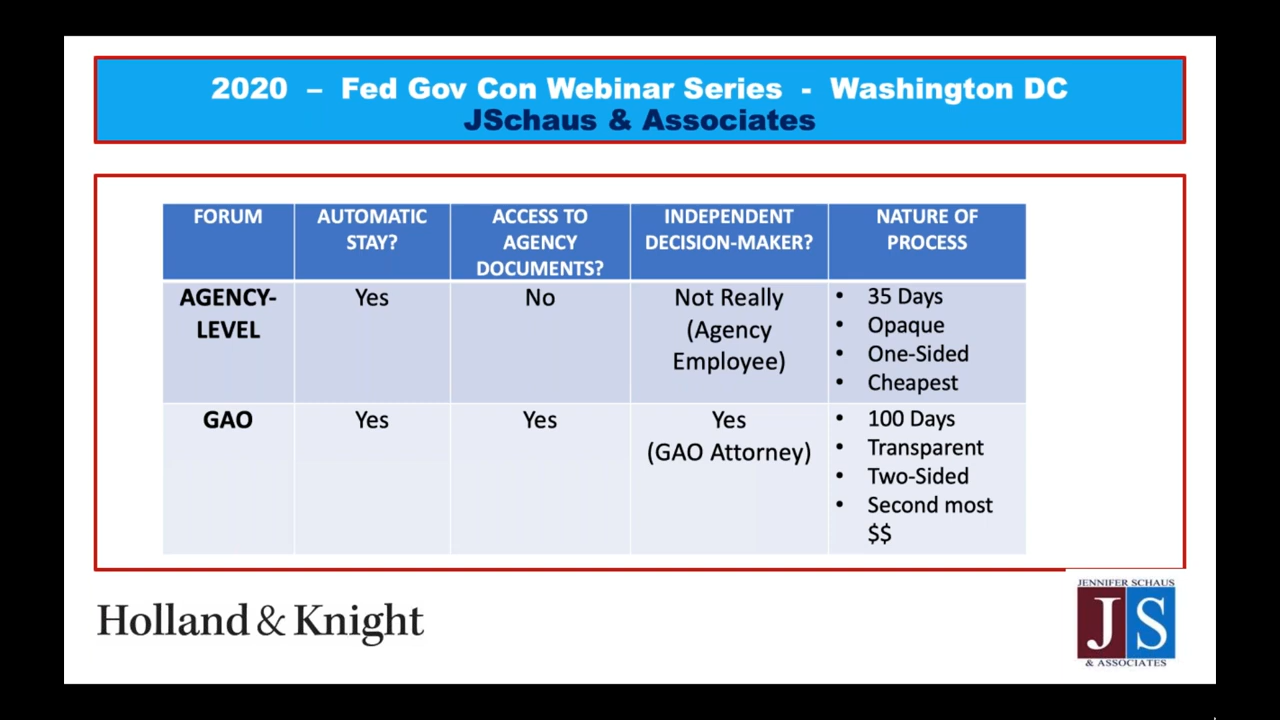 2020 – Fed Gov Con Webinar Series - Washington DC
JSchaus & Associates
FORUM
AUTOMATIC
STAY?
ACCESS TO
AGENCY
DOCUMENTS?
INDEPENDENT
DECISION-MAKER?
NATURE OF
PROCESS
AGENCY-
LEVEL
Yes
No
Not Really
(Agency
Employee)
• 35 Days
• Opaque
• One-Sided
• Cheapest
GAO
Yes
Yes
Yes
(GAO Attorney)
• 100 Days
• Transparent
• Two-Sided
• Second most
$$
Holland & Knight
JENNIFER SCHAUS
JS
& ASSOCIATES